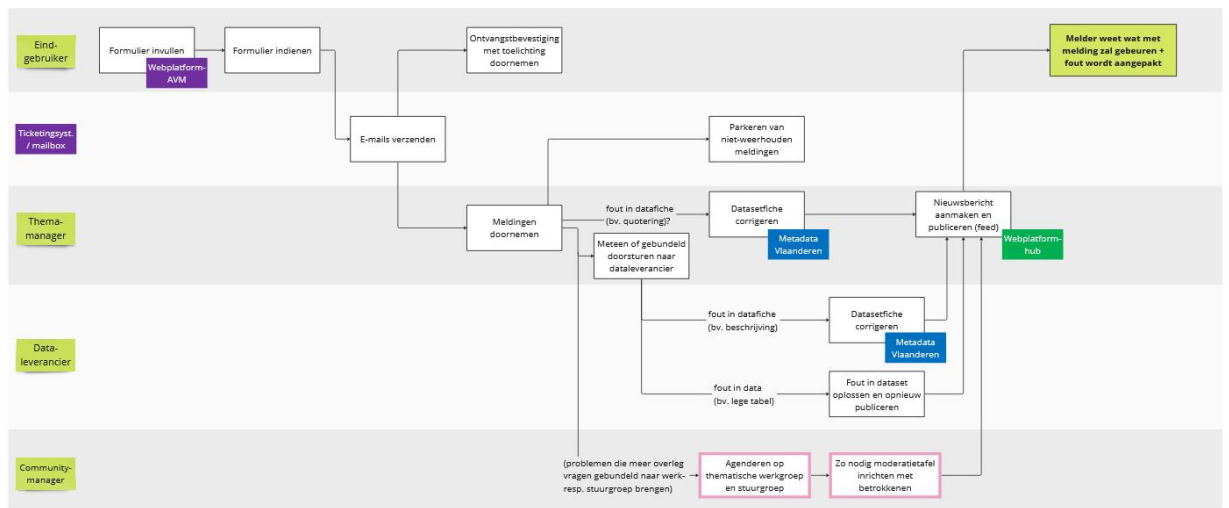 Eind-
gebruiker
Formulier invullen
Webplatform-
AVM
Formulier indienen
Ontvangstbevestiging
met toelichting
doornemen
Melder weet wat met
melding zal gebeuren +
fout wordt aangepakt
Ticketingsyst.
/ mailbox
E-mails verzenden
Parkeren van
niet-weerhouden
meldingen
Thema-
manager
Meldingen
doornemen
fout in datafiche
(bv. quotering)?
Datasetfiche
corrigeren
Metadata
Vlaanderen
Nieuwsbericht
aanmaken en
publiceren (feed)
Webplatform-
hub
Meteen of gebundeld
doorsturen naar
dataleverancier
Data-
leverancier
fout in datafiche
(bv. beschrijving)
Datasetfiche
corrigeren
Metadata
Vlaanderen
fout in data
(bv. lege tabel)
Fout in dataset
oplossen en opnieuw
publiceren
Community-
manager
(problemen die meer overleg
vragen gebundeld naar werk-
resp. stuurgroep brengen)
Agenderen op
thematische werkgroep
en stuurgroep
Zo nodig moderatietafel
inrichten met
betrokkenen